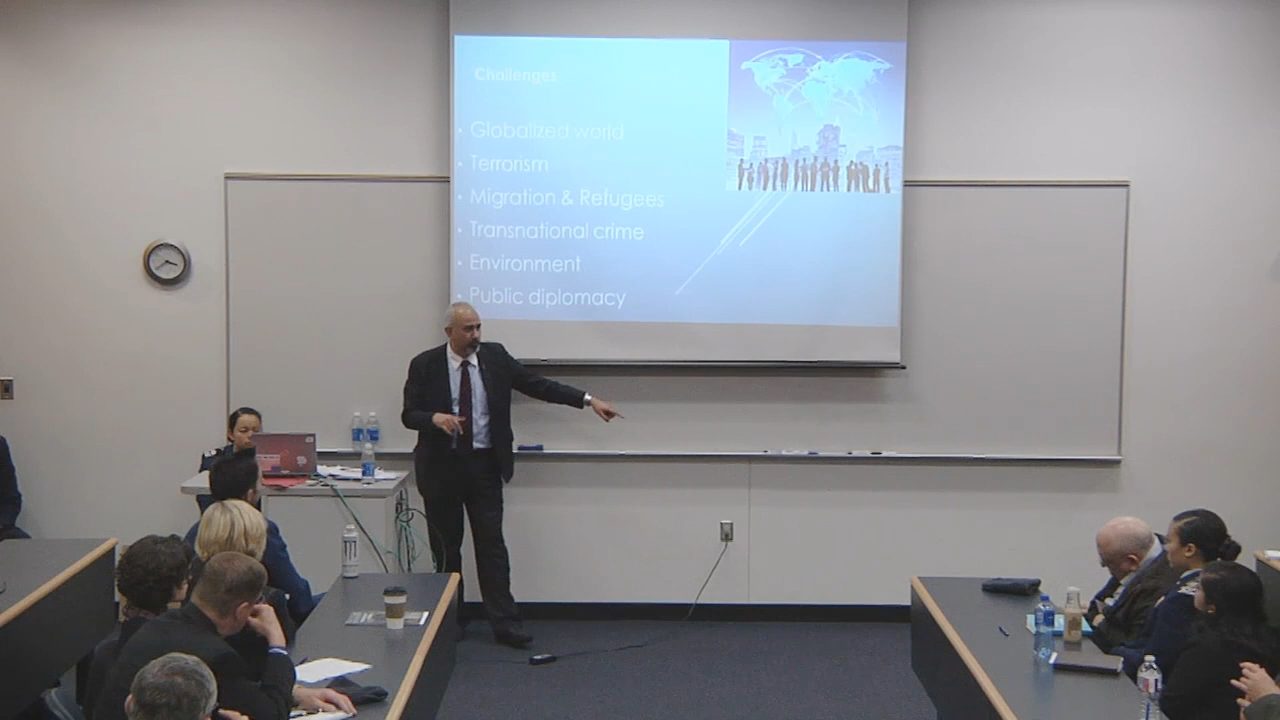 Challenges
• Globalized world
• Terrorism
• Migration & Refugees
• Transnational crime
• Environment
• Public diplomacy